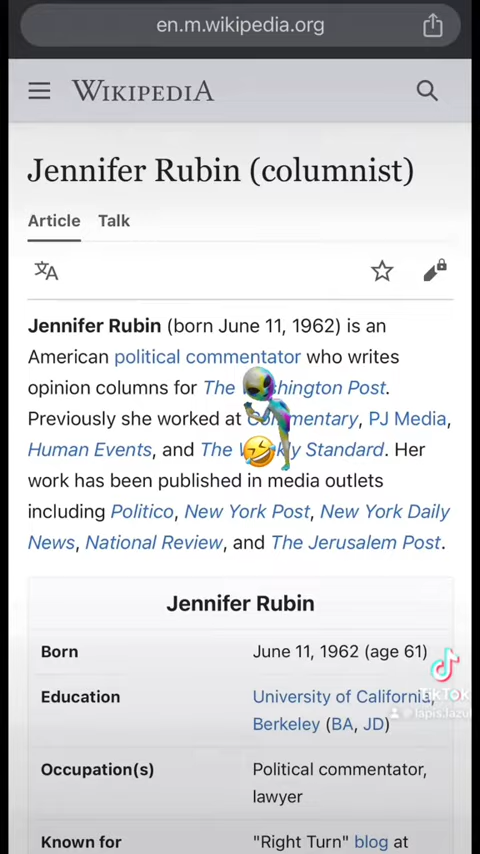 en.m.wikipedia.org
WIKIPEDIA
Jennifer Rubin (columnist)
Article Talk
Jennifer Rubin (born June 11, 1962) is an
American political commentator who writes
opinion columns for The Washington Post.
Previously she worked at Commentary, PJ Media,
Human Events, and The Weekly Standard. Her
work has been published in media outlets
including Politico, New York Post, New York Daily
News, National Review, and The Jerusalem Post.
Jennifer Rubin
Born June 11, 1962 (age 61)
TikTok
Education University of California,
Berkeley (BA, JD)
Occupation(s) Political commentator,
lawyer
Known for "Right Turn" blog at